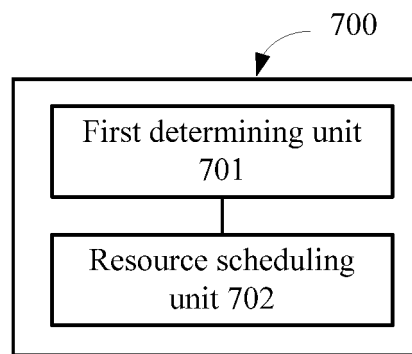 700
First determining unit
701
Resource scheduling
unit 702